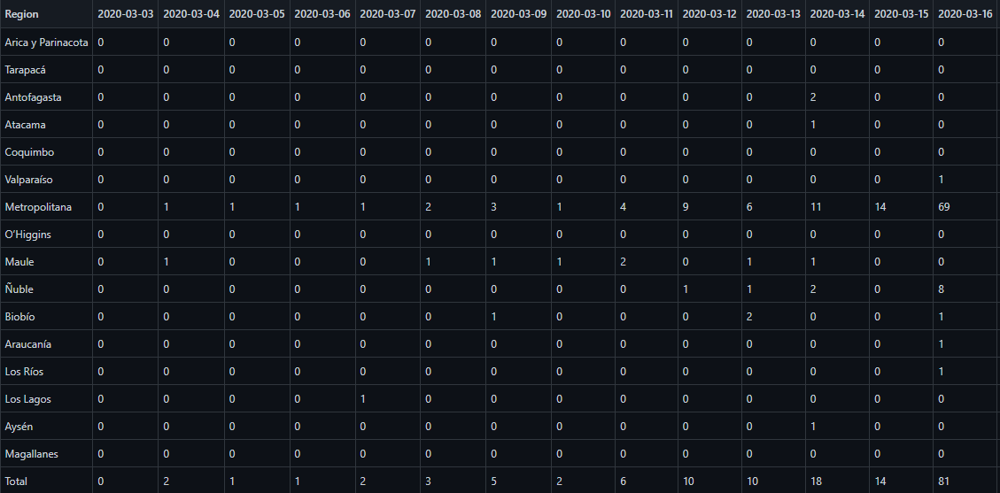 Region 2020-03-03 2020-03-04 2020-03-05 2020-03-06 2020-03-07 2020-03-08 2020-03-09 2020-03-10 2020-03-11 2020-03-12 2020-03-13 2020-03-14 2020-03-15 2020-03-16
Arica y Parinacota 0 0 0 0 0 0 0 0 0 0 0 0 0 0
Tarapacá 0 0 0 0 0 0 0 0 0 0 0 0 0 0
Antofagasta 0 0 0 0 0 0 0 0 0 0 0 2 0 0
Atacama 0 0 0 0 0 0 0 0 0 0 0 1 0 0
Coquimbo 0 0 0 0 0 0 0 0 0 0 0 0 0 0
Valparaíso 0 0 0 0 0 0 0 0 0 0 0 0 0 1
Metropolitana 0 1 1 1 1 2 3 1 4 9 6 11 14 69
O’Higgins 0 0 0 0 0 0 0 0 0 0 0 0 0 0
Maule 0 1 0 0 0 1 1 1 2 0 1 1 0 0
Ñuble 0 0 0 0 0 0 0 0 0 1 1 2 0 8
Biobío 0 0 0 0 0 0 1 0 0 0 2 0 0 1
Araucanía 0 0 0 0 0 0 0 0 0 0 0 0 0 1
Los Ríos 0 0 0 0 0 0 0 0 0 0 0 0 0 1
Los Lagos 0 0 0 0 1 0 0 0 0 0 0 0 0 0
Aysén 0 0 0 0 0 0 0 0 0 0 0 1 0 0
Magallanes 0 0 0 0 0 0 0 0 0 0 0 0 0 0
Total 0 2 1 1 2 3 5 2 6 10 10 18 14 81